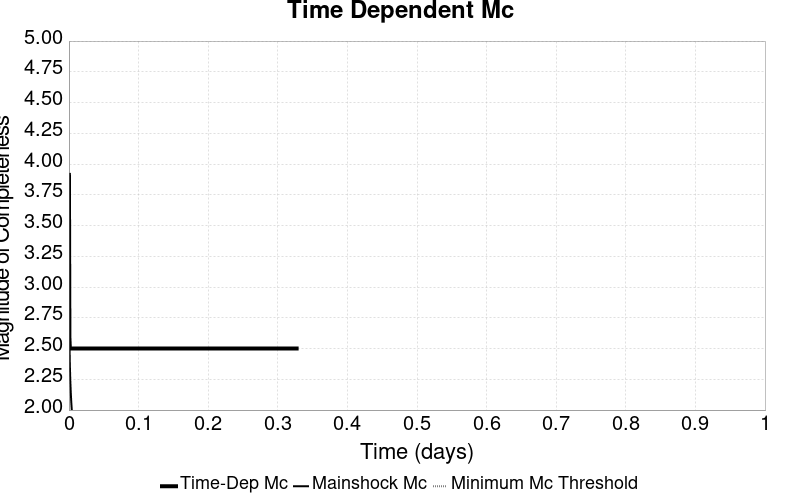 Time Dependent Mc
Magnitude of Completeness
5.00
4.75
4.50
4.25
4.00
3.75
3.50
3.25
3.00
2.75
2.50
2.25
2.00
0 0.1 0.2 0.3 0.4 0.5 0.6 0.7 0.8 0.9 1
Time (days)
Time-Dep Mc Mainshock Mc Minimum Mc Threshold